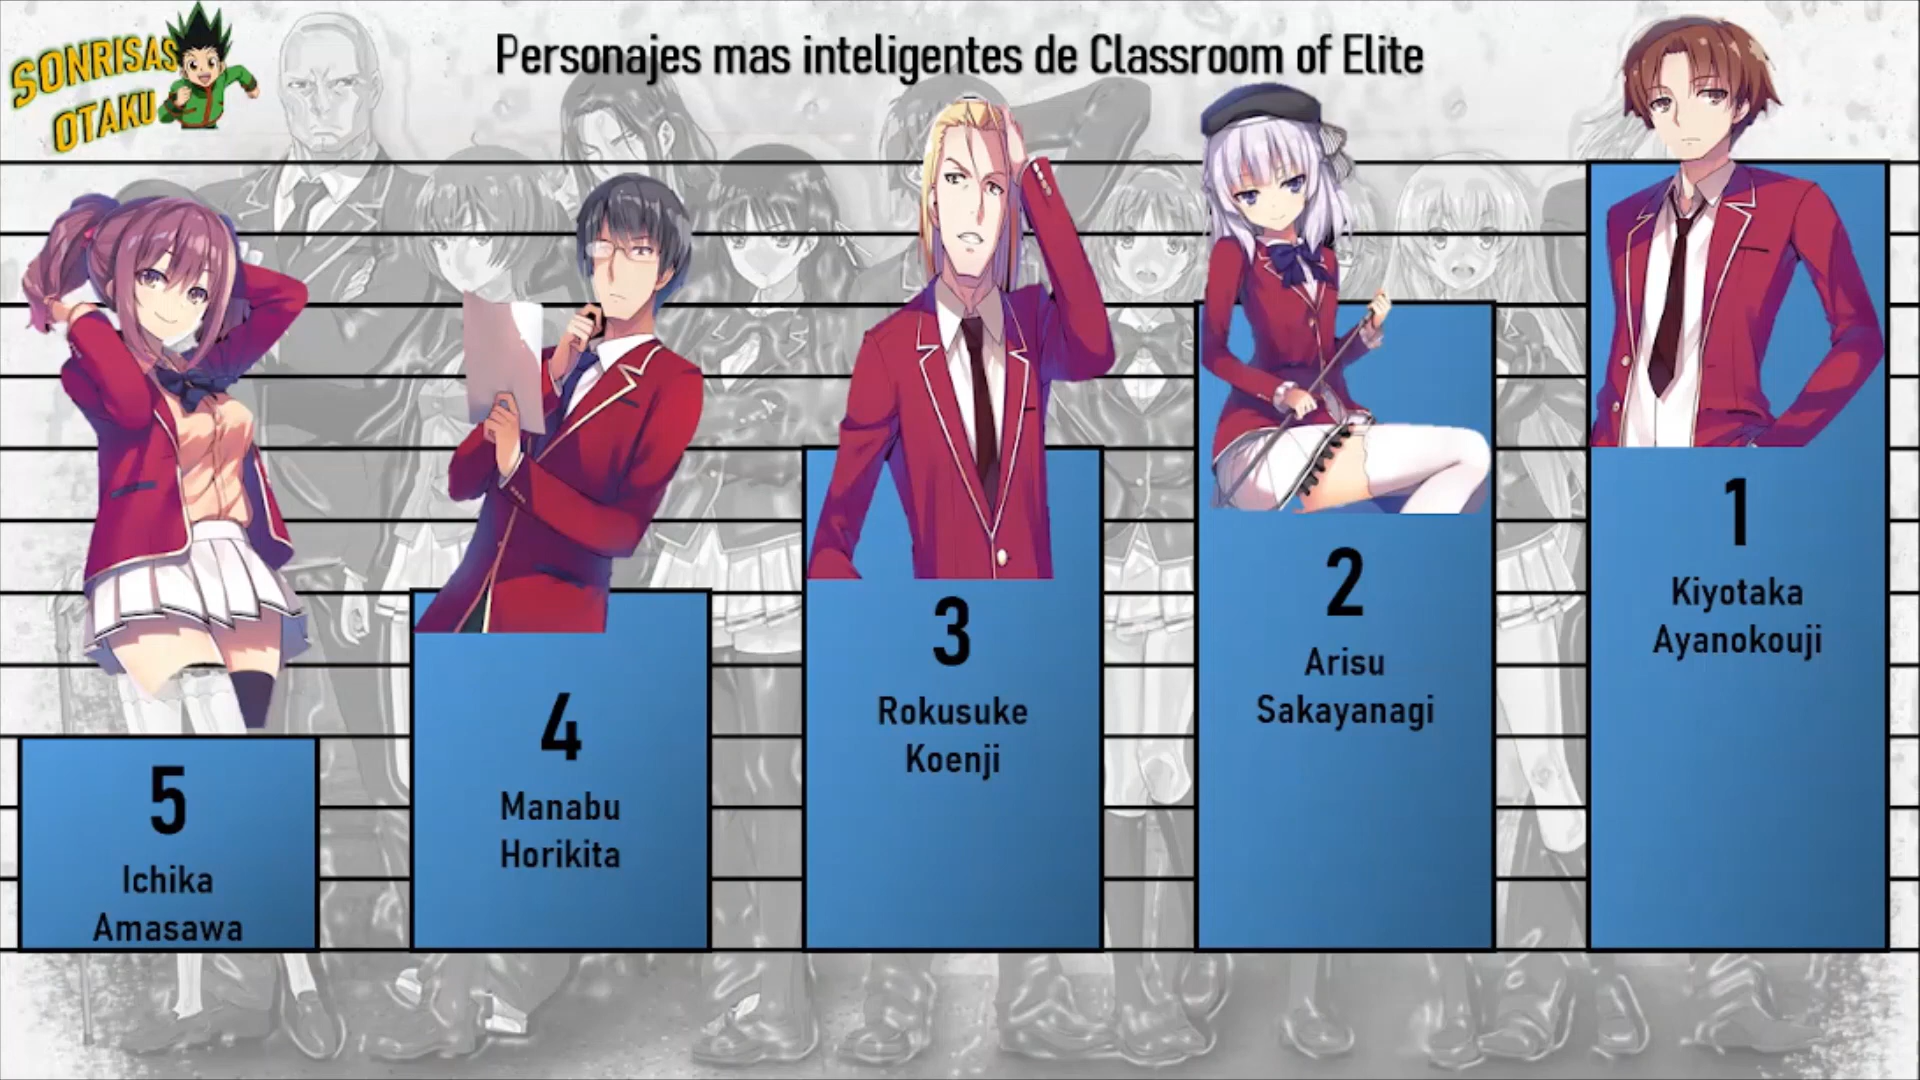 SONRISAS
OTAKU
Personajes mas inteligentes de Classroom of Elite
5
Ichika
Amasawa
4
Manabu
Horikita
3
Rokusuke
Koenji
2
Arisu
Sakayanagi
1
Kiyotaka
Ayanokouji